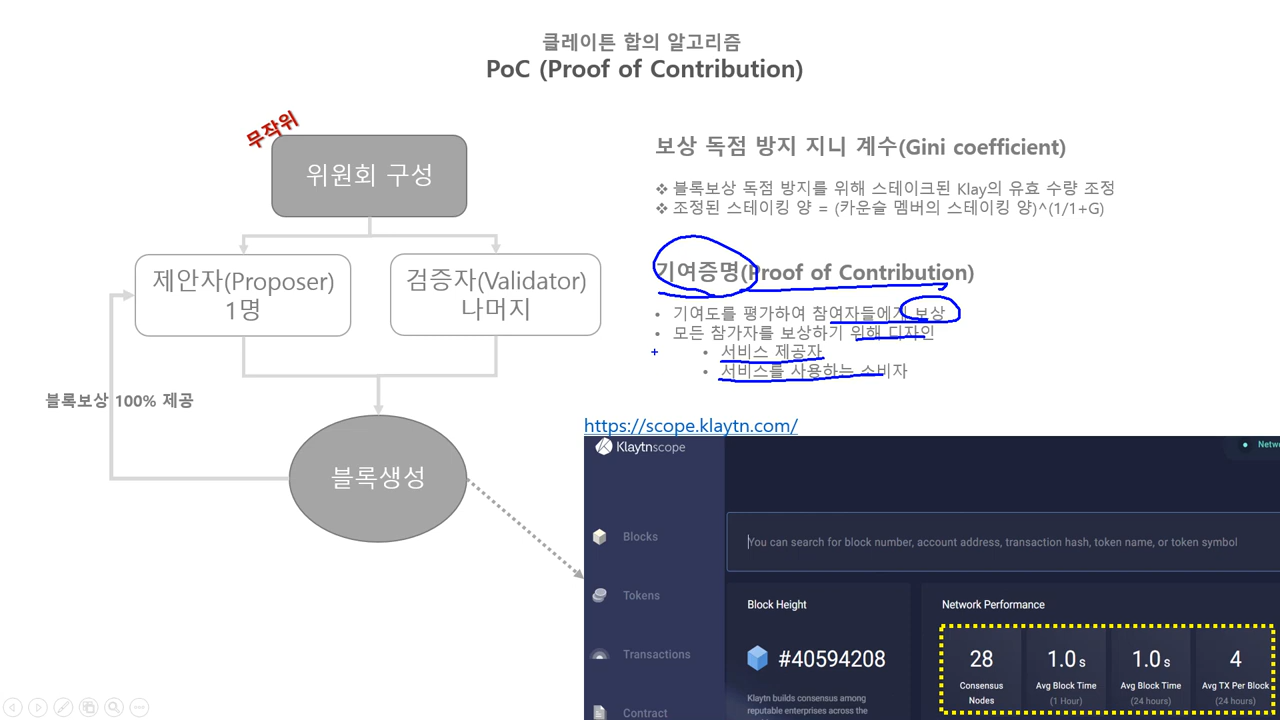 클레이튼 합의 알고리즘
PoC (Proof of Contribution)
무작위
위원회 구성
제안자(Proposer)
1명
검증자(Validator)
나머지
블록보상 100% 제공
블록생성
보상 독점 방지 지니 계수(Gini coefficient)
❖ 블록보상 독점 방지를 위해 스테이크된 Klay의 유효 수량 조정
❖ 조정된 스테이킹 양 = (카운슬 멤버의 스테이킹 양)^(1/1+G)
기여증명(Proof of Contribution)
• 기여도를 평가하여 참여자들에게 보상
• 모든 참가자를 보상하기 위해 디자인
• 서비스 제공자
• 서비스를 사용하는 소비자
https://scope.klaytn.com/
Klaytnscope
Netwo
Blocks
Tokens
Transactions
Contract
You can search for block number, account address, transaction hash, token name, or token symbol
Block Height
#40594208
Klaytn builds consensus among
reputable enterprises across the
Network Performance
28
Consensus
Nodes
1.0 s
Avg Block Time
(1 Hour)
1.0 s
Avg Block Time
(24 hours)
4
Avg TX Per Block
(24 hours)